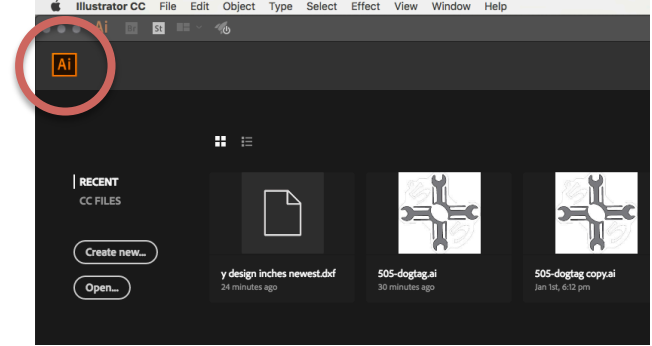 Illustrator CC File Edit Object Type Select Effect View Window Help
Ai Br St
Ai
RECENT
CC FILES
Create new...
Open...
y design inches newest.dxf
24 minutes ago
505-dogtag.ai
30 minutes ago
505-dogtag copy.ai
Jan 1st, 6:12 pm